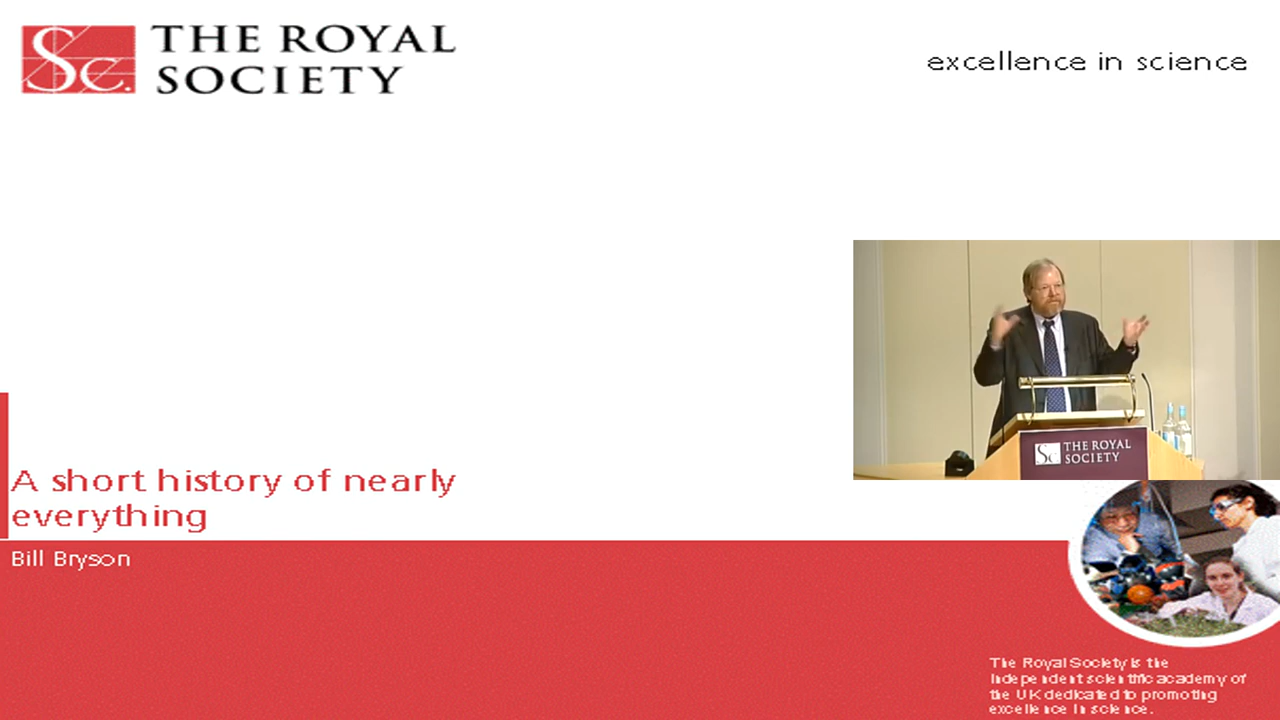 THE ROYAL
SOCIETY
excellence in science
THE ROYAL
SOCIETY
A short history of nearly
everything
Bill Bryson
The Royal Society is the
independent scientific academy of
the UK dedicated to promoting
excellence in science.